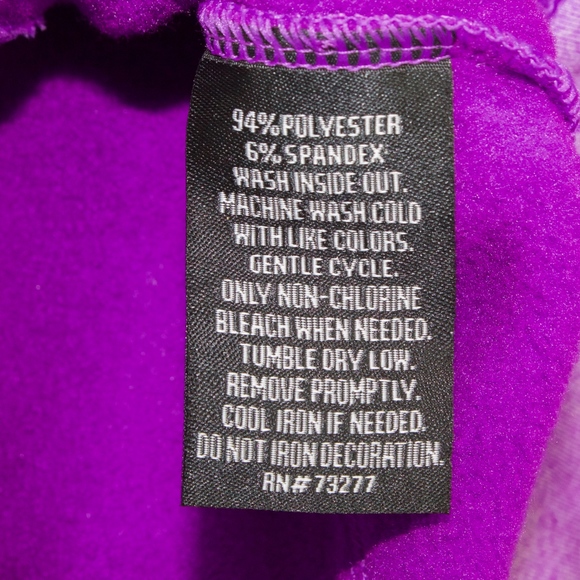 94% POLYESTER
6% SPANDEX
WASH INSIDE OUT.
MACHINE WASH COLD
WITH LIKE COLORS.
GENTLE CYCLE.
ONLY NON-CHLORINE
BLEACH WHEN NEEDED.
TUMBLE DRY LOW.
REMOVE PROMPTLY.
COOL IRON IF NEEDED.
DO NOT IRON DECORATION.
RN# 73277